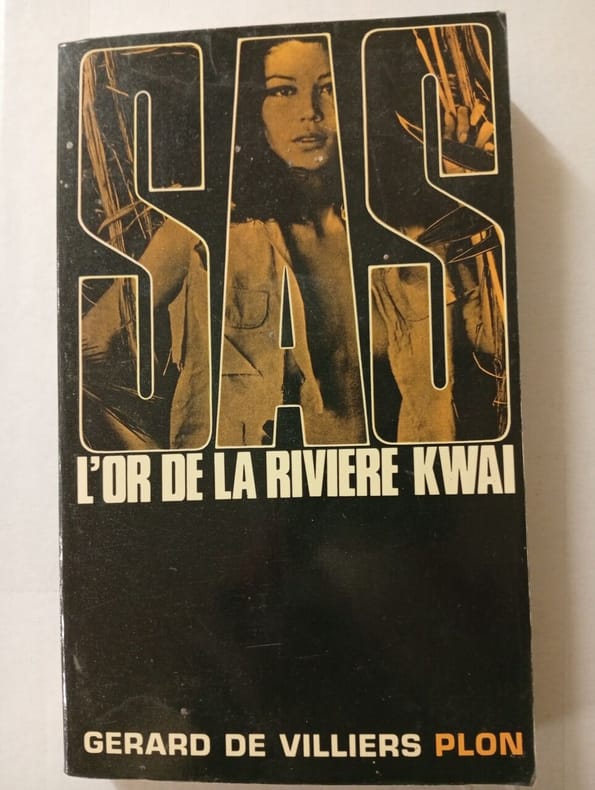 SAS
L'OR DE LA RIVIERE KWAI
GERARD DE VILLIERS PLON